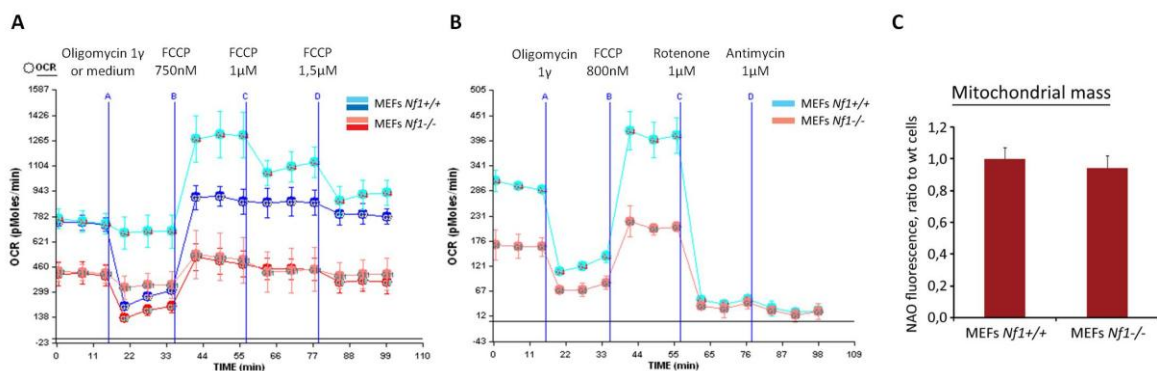 A
Oligomycin 1γ
or medium
FCCP
750nM
FCCP
1µM
FCCP
1,5µM
OCR
1587
1426
1265
1104
943
782
621
460
299
138
-23
OCR (pMoles/min)
A
B
C
D
MEFs Nf1+/+
MEFs Nf1-/-
0
11
22
33
44
55
66
77
88
99
110
TIME (min)
B
Oligomycin
1γ
FCCP
800nM
Rotenone
1µM
Antimycin
1µM
505
450
396
341
286
231
176
121
67
12
-43
OCR (pMoles/min)
A
B
C
D
MEFs Nf1+/+
MEFs Nf1-/-
0
11
22
33
44
55
65
76
87
98
109
TIME (min)
C
Mitochondrial mass
NAO fluorescence, ratio to wt cells
1,2
1,0
0,8
0,6
0,4
0,2
0,0
MEFs Nf1+/+
MEFs Nf1-/-